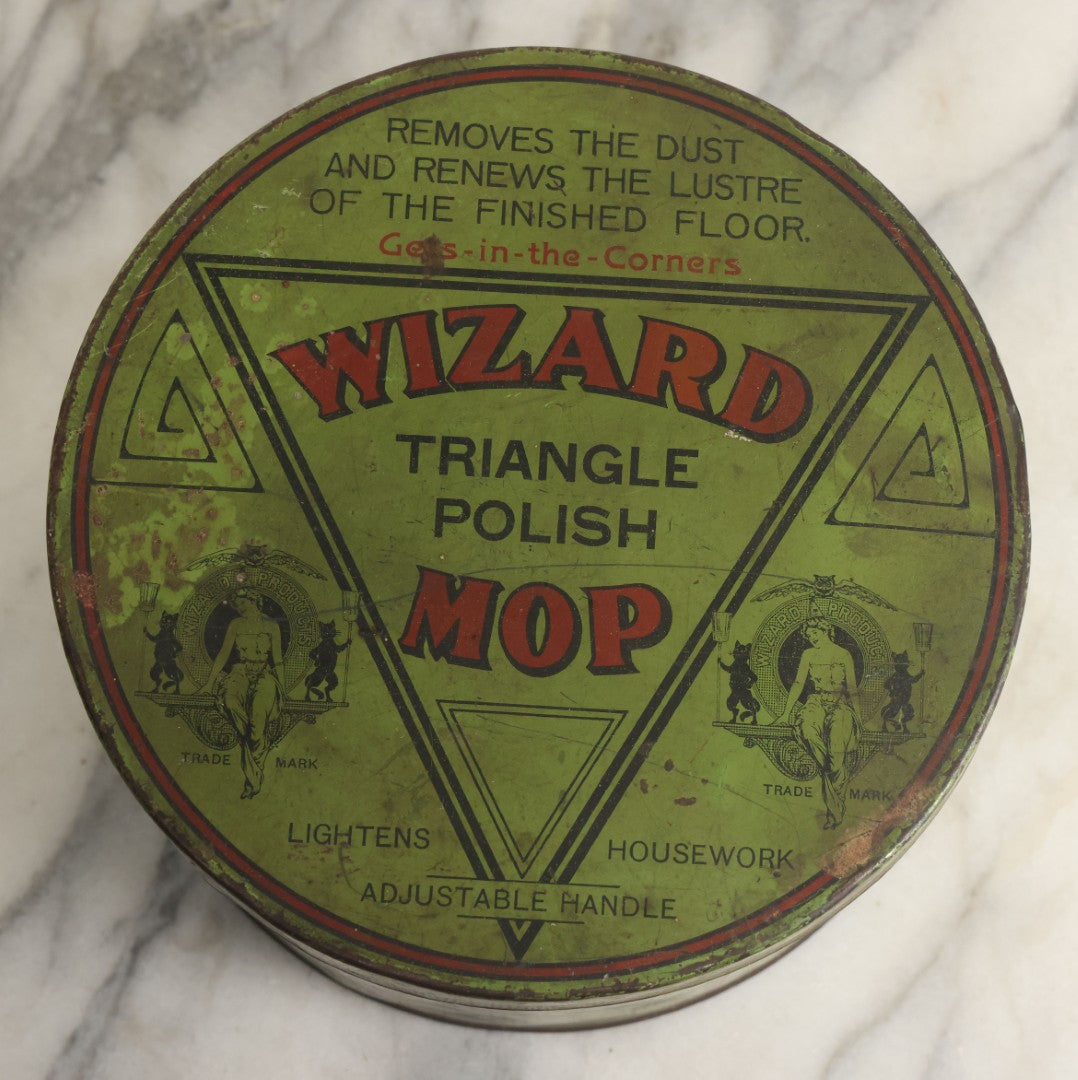 REMOVES THE DUST
AND RENEWS THE LUSTRE
OF THE FINISHED FLOOR.
Gets-in-the-Corners
WIZARD
TRIANGLE
POLISH
MOP
WIZARD PRODUCTS
TRADE MARK
WIZARD PRODUCTS
TRADE MARK
LIGHTENS HOUSEWORK
ADJUSTABLE HANDLE